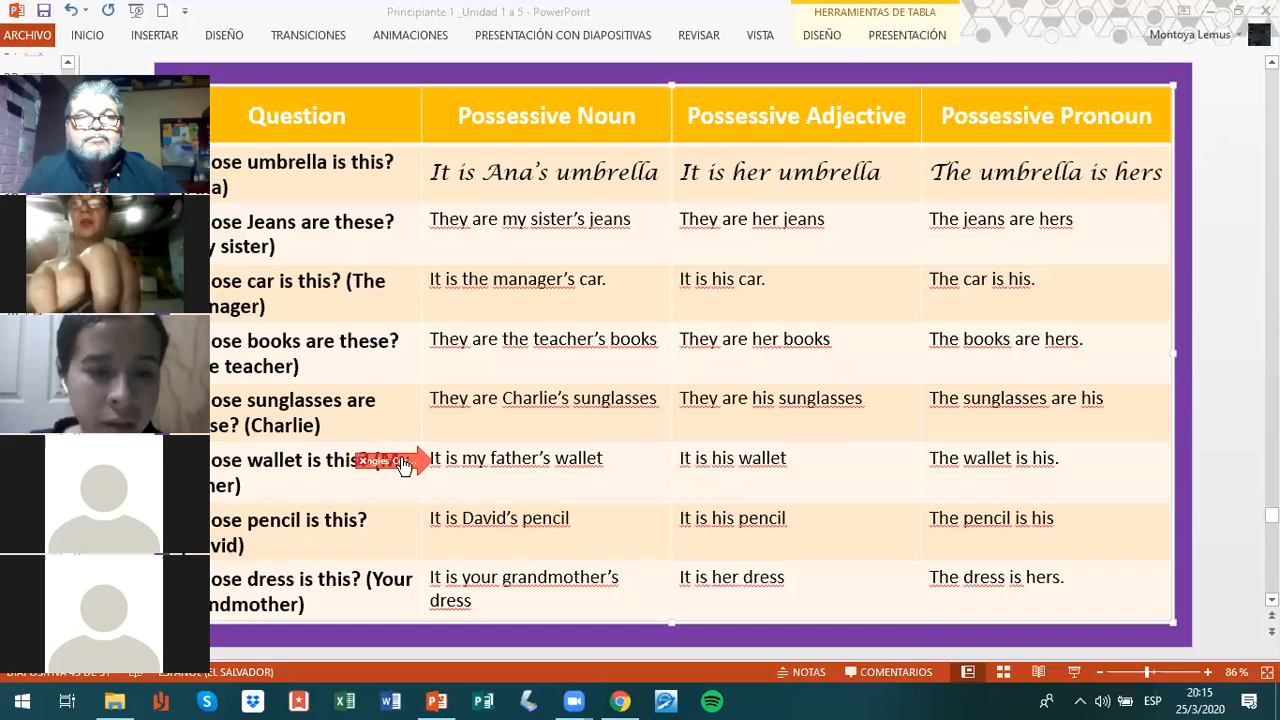 Principiante 1 _Unidad 1 a 5 - PowerPoint
HERRAMIENTAS DE TABLA
ARCHIVO INICIO INSERTAR DISEÑO TRANSICIONES ANIMACIONES PRESENTACIÓN CON DIAPOSITIVAS REVISAR VISTA DISEÑO PRESENTACIÓN Montoya Lemus
Question Possessive Noun Possessive Adjective Possessive Pronoun
ose umbrella is this? It is Ana's umbrella It is her umbrella The umbrella is hers
a)
ose Jeans are these? They are my sister's jeans They are her jeans The jeans are hers
y sister)
ose car is this? (The It is the manager's car. It is his car. The car is his.
nager)
ose books are these? They are the teacher's books They are her books The books are hers.
e teacher)
ose sunglasses are They are Charlie's sunglasses They are his sunglasses The sunglasses are his
se? (Charlie)
ose wallet is this? It is my father's wallet It is his wallet The wallet is his.
her)
ose pencil is this? It is David's pencil It is his pencil The pencil is his
vid)
ose dress is this? (Your It is your grandmother's It is her dress The dress is hers.
ndmother) dress
ESPAÑOL (EL SALVADOR) NOTAS COMENTARIOS 86 %
ESP 20:15
25/3/2020